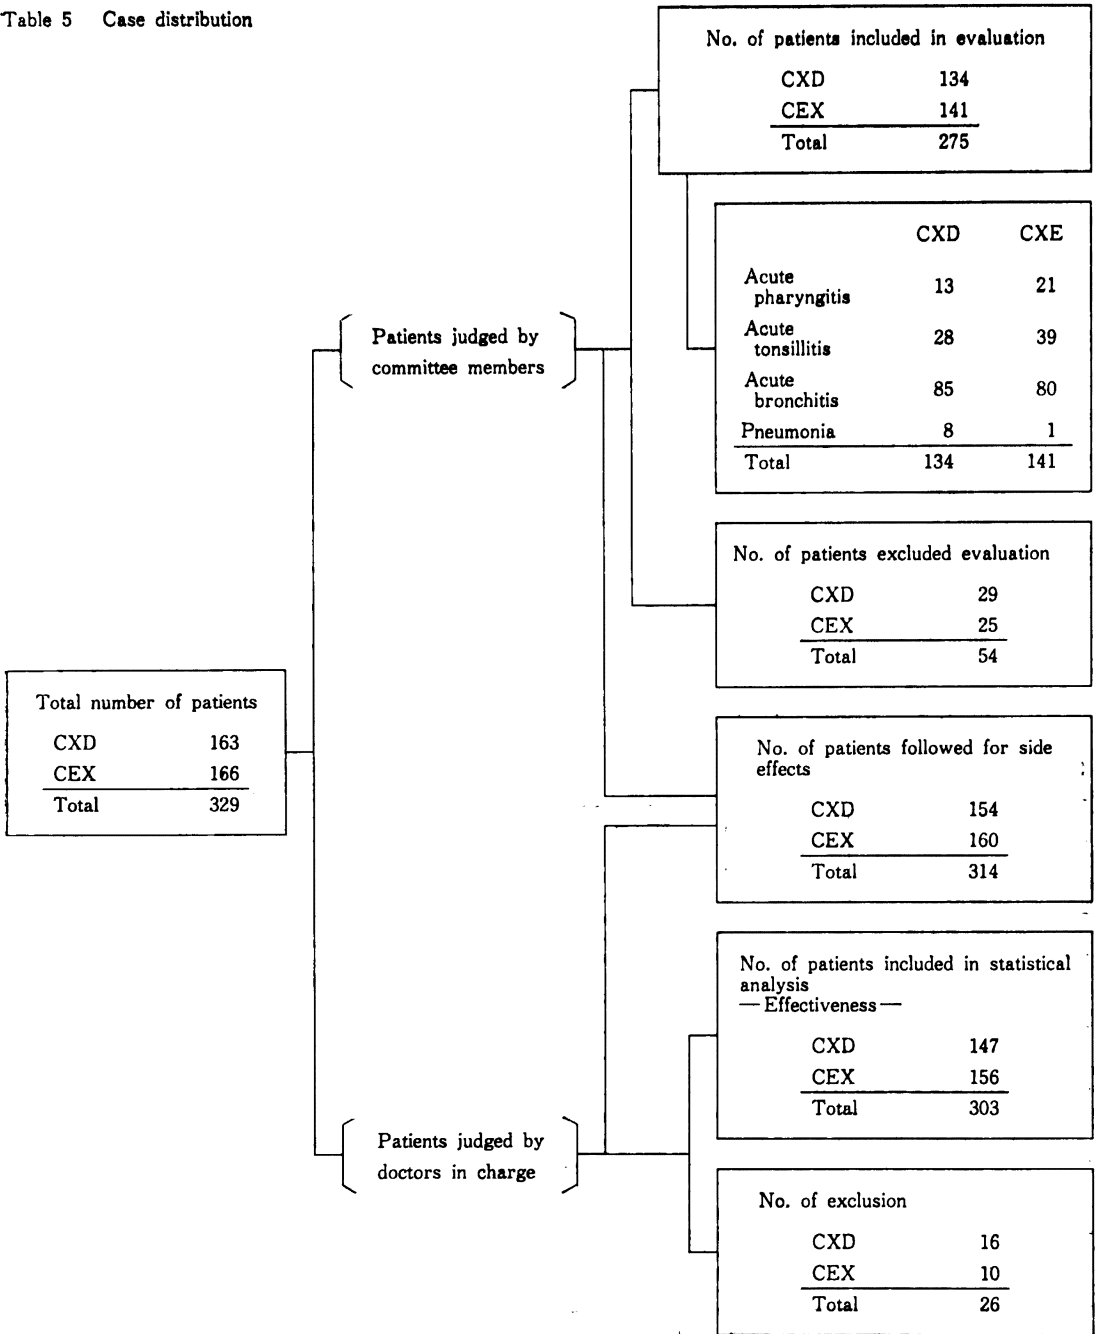 Table 5 Case distribution
No. of patients included in evaluation
CXD 134
CEX 141
Total 275
CXD CXE
Acute
pharyngitis 13 21
Acute
tonsillitis 28 39
Acute
bronchitis 85 80
Pneumonia 8 1
Total 134 141
Patients judged by
committee members
No. of patients excluded evaluation
CXD 29
CEX 25
Total 54
Total number of patients
CXD 163
CEX 166
Total 329
No. of patients followed for side
effects
CXD 154
CEX 160
Total 314
No. of patients included in statistical
analysis
— Effectiveness —
CXD 147
CEX 156
Total 303
Patients judged by
doctors in charge
No. of exclusion
CXD 16
CEX 10
Total 26